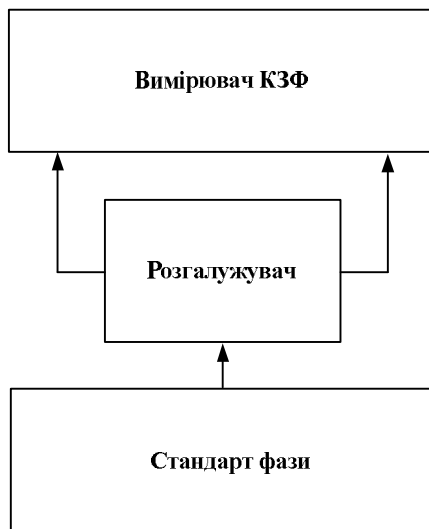 Вимірювач КЗФ
Розгалужувач
Стандарт фази